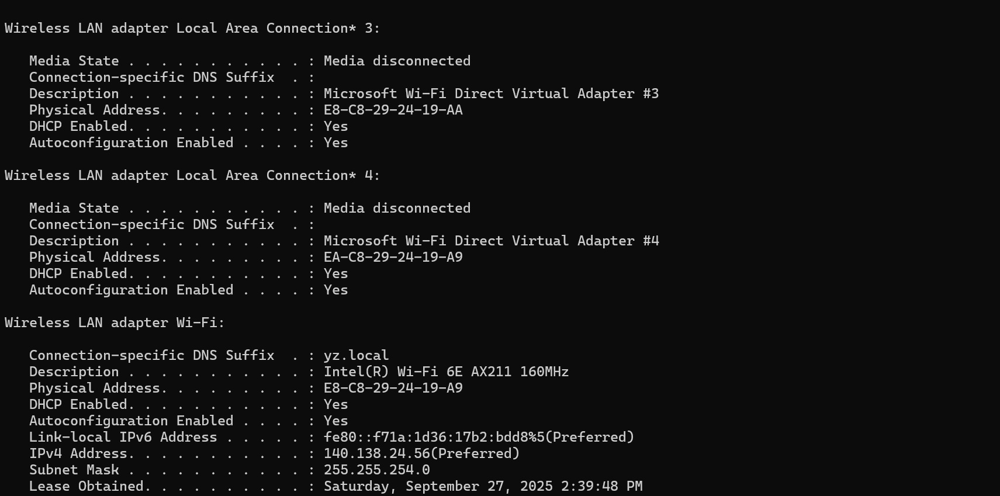 Wireless LAN adapter Local Area Connection* 3:
Media State . . . . . . . . . . . : Media disconnected
Connection-specific DNS Suffix  . :
Description . . . . . . . . . . . : Microsoft Wi-Fi Direct Virtual Adapter #3
Physical Address. . . . . . . . . : E8-C8-29-24-19-AA
DHCP Enabled. . . . . . . . . . . : Yes
Autoconfiguration Enabled . . . . : Yes
Wireless LAN adapter Local Area Connection* 4:
Media State . . . . . . . . . . . : Media disconnected
Connection-specific DNS Suffix  . :
Description . . . . . . . . . . . : Microsoft Wi-Fi Direct Virtual Adapter #4
Physical Address. . . . . . . . . : EA-C8-29-24-19-A9
DHCP Enabled. . . . . . . . . . . : Yes
Autoconfiguration Enabled . . . . : Yes
Wireless LAN adapter Wi-Fi:
Connection-specific DNS Suffix  . : yz.local
Description . . . . . . . . . . . : Intel(R) Wi-Fi 6E AX211 160MHz
Physical Address. . . . . . . . . : E8-C8-29-24-19-A9
DHCP Enabled. . . . . . . . . . . : Yes
Autoconfiguration Enabled . . . . : Yes
Link-local IPv6 Address . . . . . : fe80::f71a:1d36:17b2:bdd8%5(Preferred)
IPv4 Address. . . . . . . . . . . : 140.138.24.56(Preferred)
Subnet Mask . . . . . . . . . . . : 255.255.254.0
Lease Obtained. . . . . . . . . . : Saturday, September 27, 2025 2:39:48 PM